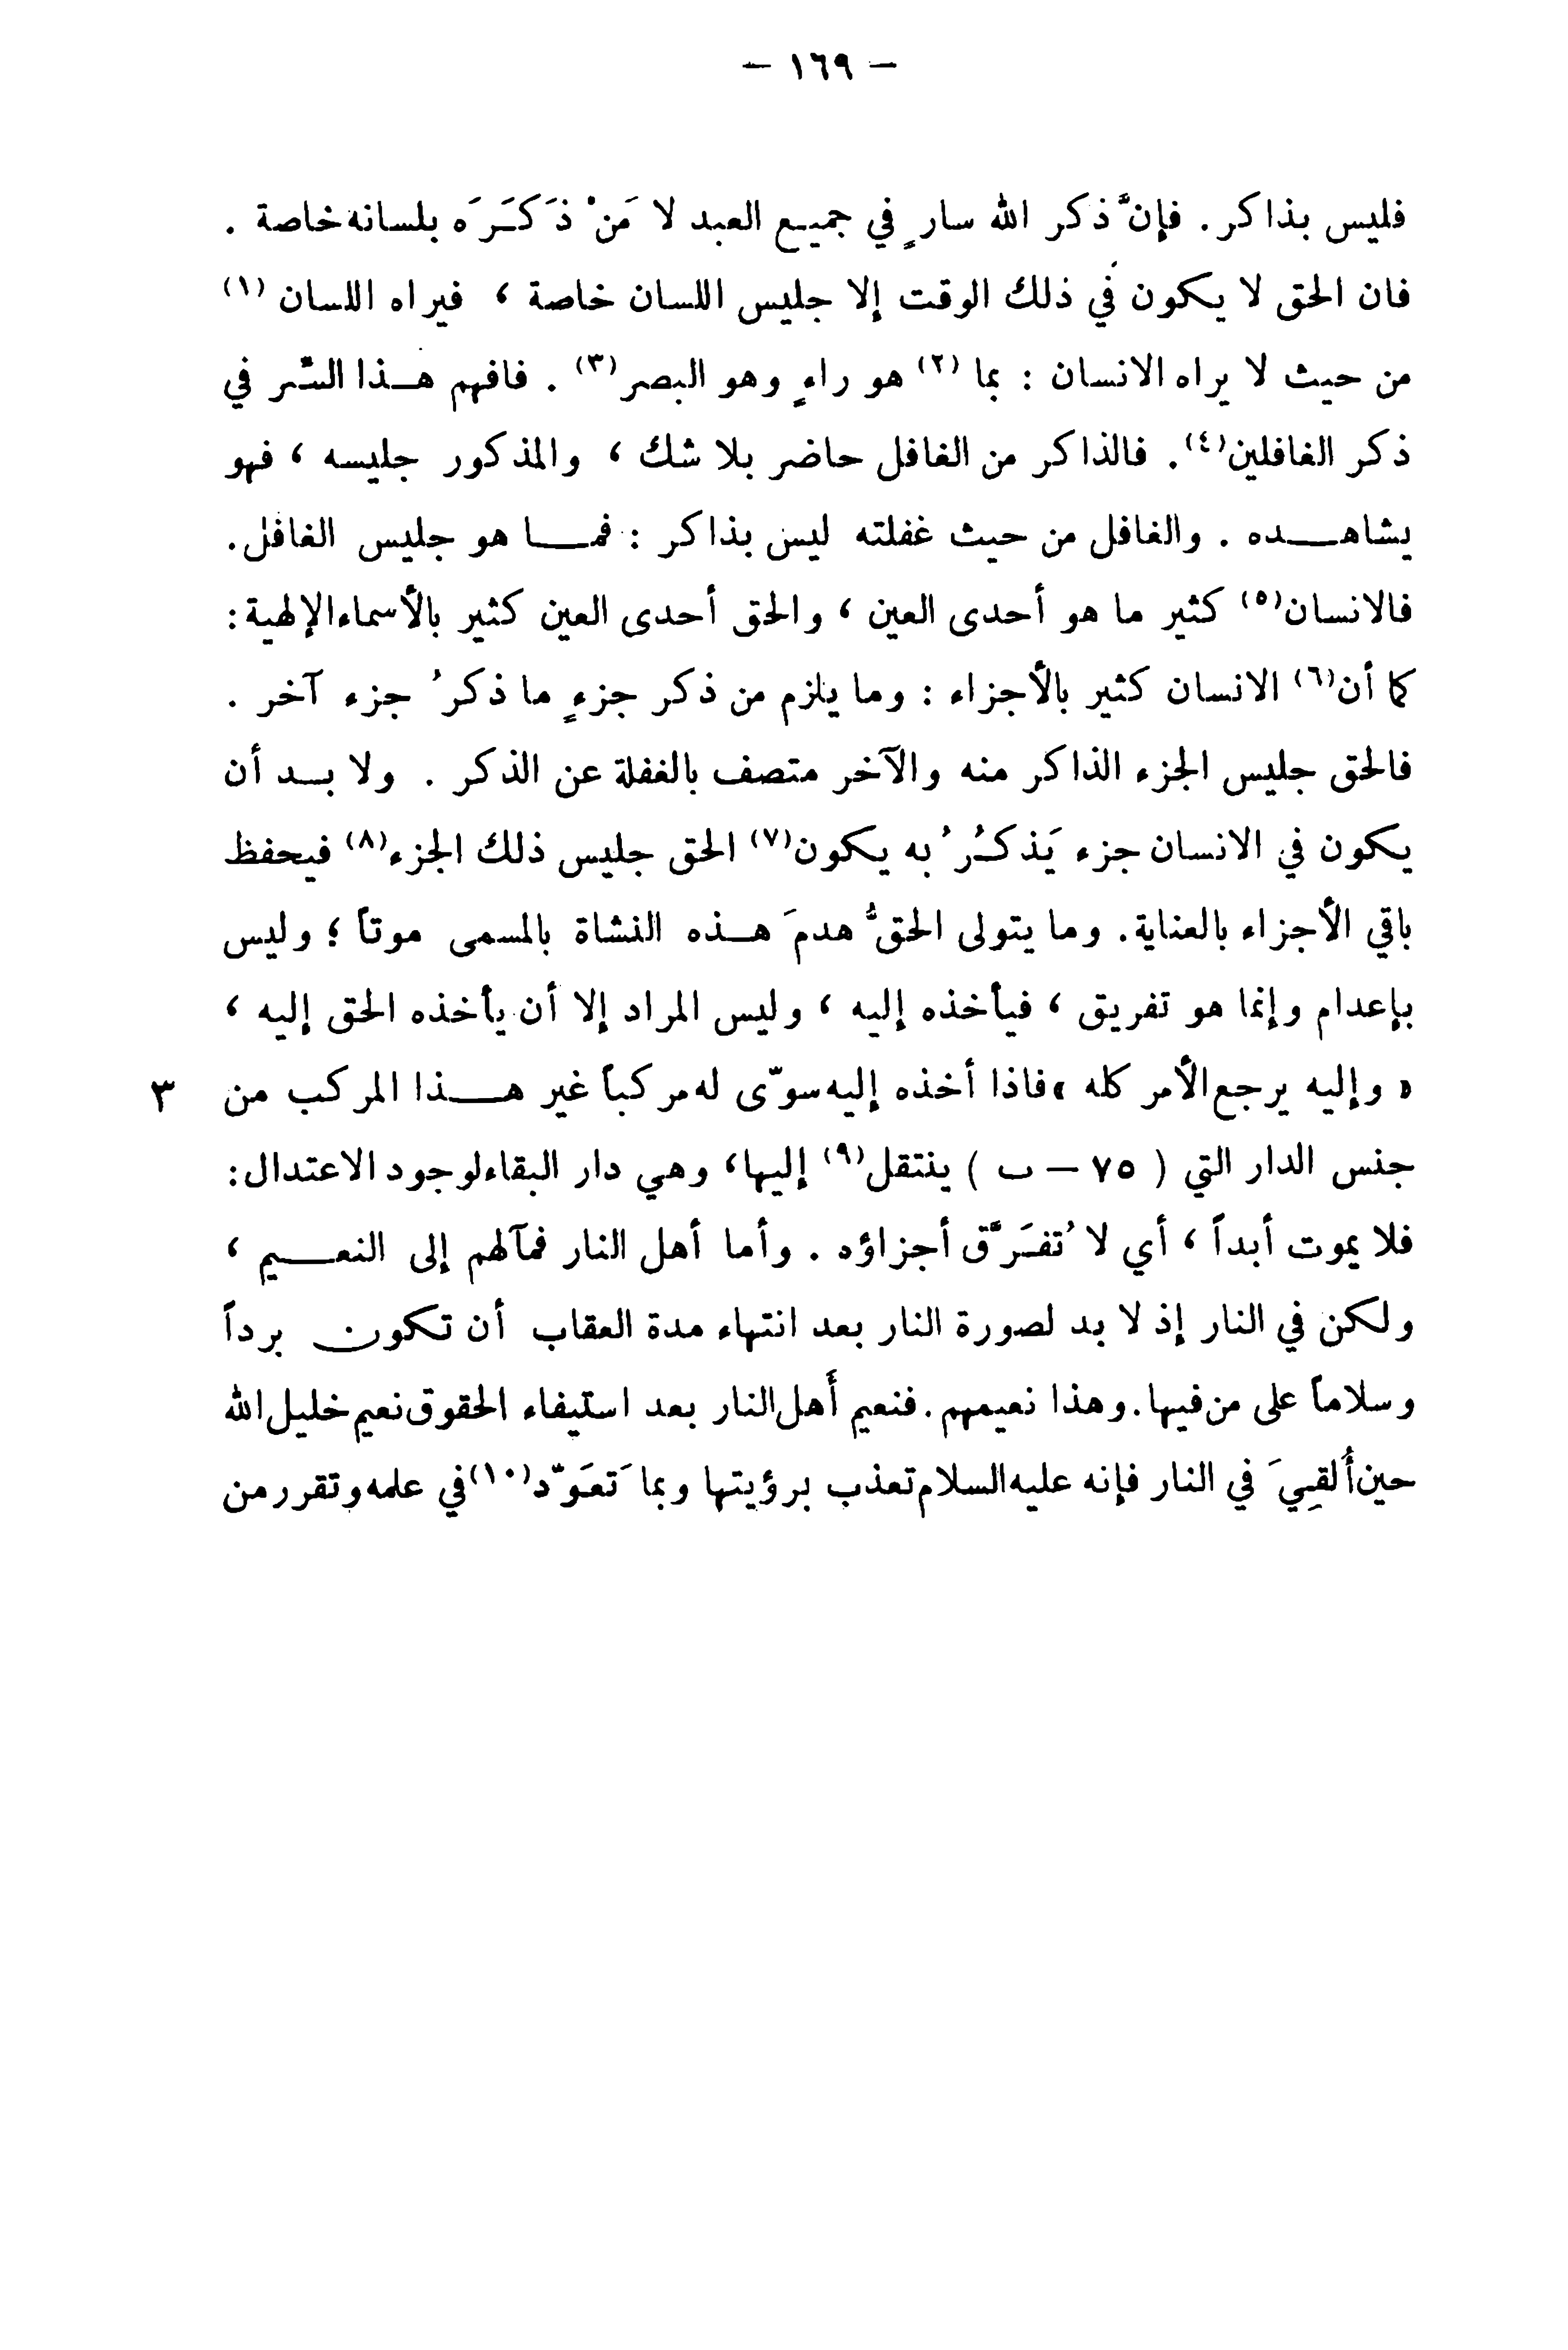 – ١٦٩ –
فليس بذاكر. فإنَّ ذكر الله سارٍ في جميع العبد لا مَنْ ذَكَرَه بلسانه خاصة .
فان الحق لا يكون في ذلك الوقت إلا جليس اللسان خاصة ، فيراه اللسان (١)
من حيث لا يراه الانسان : بما (٢) هو راءٍ وهو البصر(٣) . فافهم هذا السّر في
ذكر الغافلين(٤). فالذاكر من الغافل حاضر بلا شك ، والمذكور جليسه ، فهو
يشاهده . والغافل من حيث غفلته ليس بذاكر : فما هو جليس الغافل.
فالانسان(٥) كثير ما هو أحدى العين ، والحق أحدى العين كثير بالأسماء الإلهية :
كما أن(٦) الانسان كثير بالأجزاء : وما يلزم من ذكر جزءٍ ما ذكرُ جزء آخر .
فالحق جليس الجزء الذاكر منه والآخر متصف بالغفلة عن الذكر . ولا بد أن
يكون في الانسان جزء يَذكُرُ به يكون(٧) الحق جليس ذلك الجزء(٨) فيحفظ
باقي الأجزاء بالعناية. وما يتولى الحقُّ هدمَ هذه النشاة بالمسمى موتاً ؛ وليس
بإعدام وإنما هو تفريق ، فيأخذه إليه ، وليس المراد إلا أن يأخذه الحق إليه ،
« وإليه يرجع الأمر كله » فاذا أخذه إليه سوّى له مركباً غير هذا المركب من ٣
جنس الدار التي ( ٧٥ – ب ) ينتقل(٩) إليها، وهي دار البقاء لوجود الاعتدال :
فلا يموت أبداً ، أي لا تُفَرَّق أجزاؤه . وأما أهل النار فمآلهم إلى النعيم ،
ولكن في النار إذ لا بد لصورة النار بعد انتهاء مدة العقاب أن تكون برداً
وسلاماً على من فيها. وهذا نعيمهم. فنعيم أهل النار بعد استيفاء الحقوق نعيم خليل الله
حين أُلقِيَ في النار فإنه عليه السلام تعذب برؤيتها وبما تَعَوّد(١٠) في علمه وتقرر من